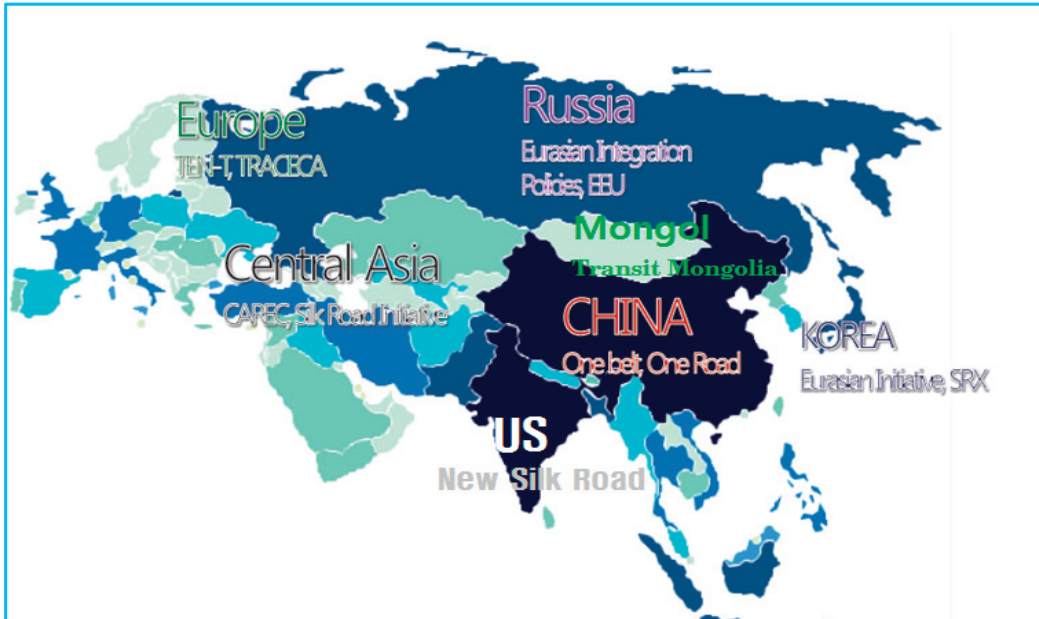 Europe
TEN-T, TRACECA
Russia
Eurasian Integration
Policies, EEU
Mongol
Transit Mongolia
Central Asia
CAREC, Silk Road Initiative
CHINA
One belt, One Road
KOREA
Eurasian Initiative, SRX
US
New Silk Road